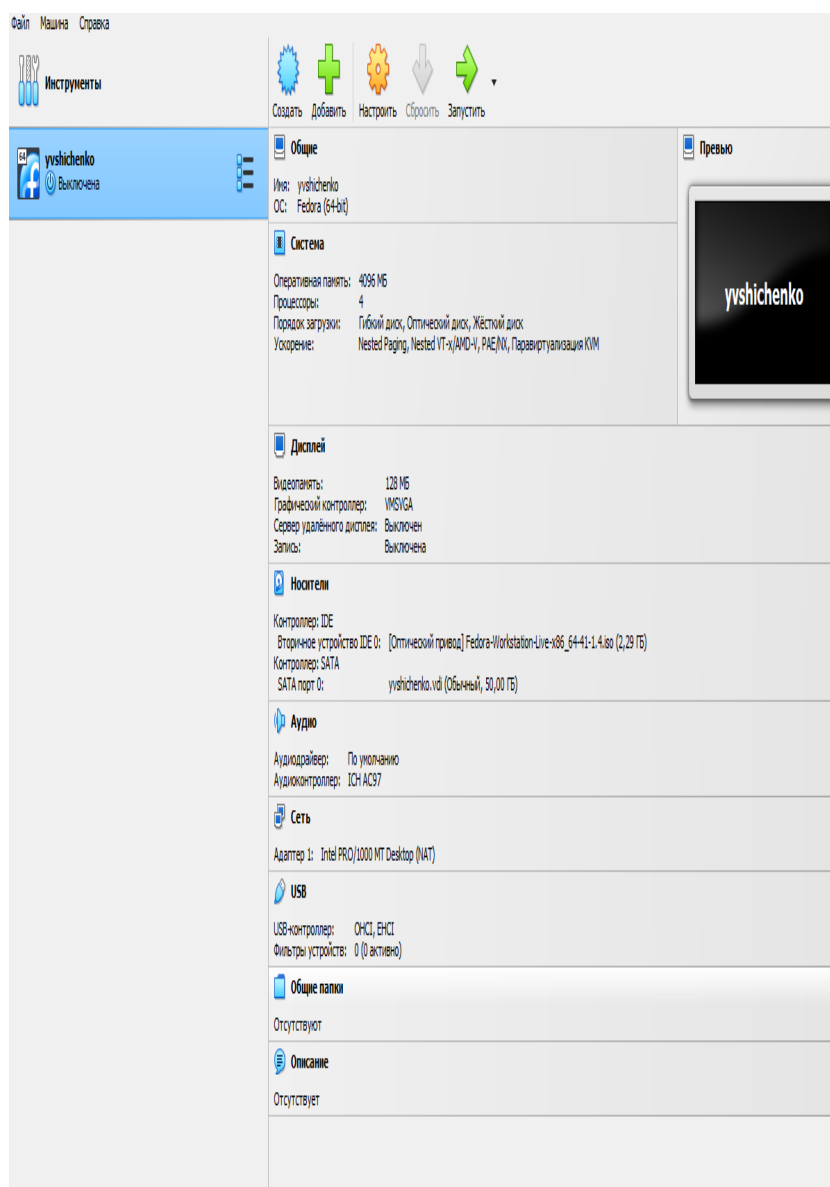 Файл Машина Справка
Инструменты
Создать Добавить Настроить Сбросить Запустить
64
yvshichenko
Выключена
Общие
Имя: yvshichenko
ОС: Fedora (64-bit)
Превью
yvshichenko
Система
Оперативная память: 4096 МБ
Процессоры: 4
Порядок загрузки: Гибкий диск, Оптический диск, Жёсткий диск
Ускорение: Nested Paging, Nested VT-x/AMD-V, PAE/NX, Паравиртуализация KVM
Дисплей
Видеопамять: 128 МБ
Графический контроллер: VMSVGA
Сервер удалённого дисплея: Выключен
Запись: Выключена
Носители
Контроллер: IDE
Вторичное устройство IDE 0: [Оптический привод] Fedora-Workstation-Live-x86_64-41-1.4.iso (2,29 ГБ)
Контроллер: SATA
SATA порт 0: yvshichenko.vdi (Обычный, 50,00 ГБ)
Аудио
Аудиодрайвер: По умолчанию
Аудиоконтроллер: ICH AC97
Сеть
Адаптер 1: Intel PRO/1000 MT Desktop (NAT)
USB
USB-контроллер: OHCI, EHCI
Фильтры устройств: 0 (0 активно)
Общие папки
Отсутствуют
Описание
Отсутствует